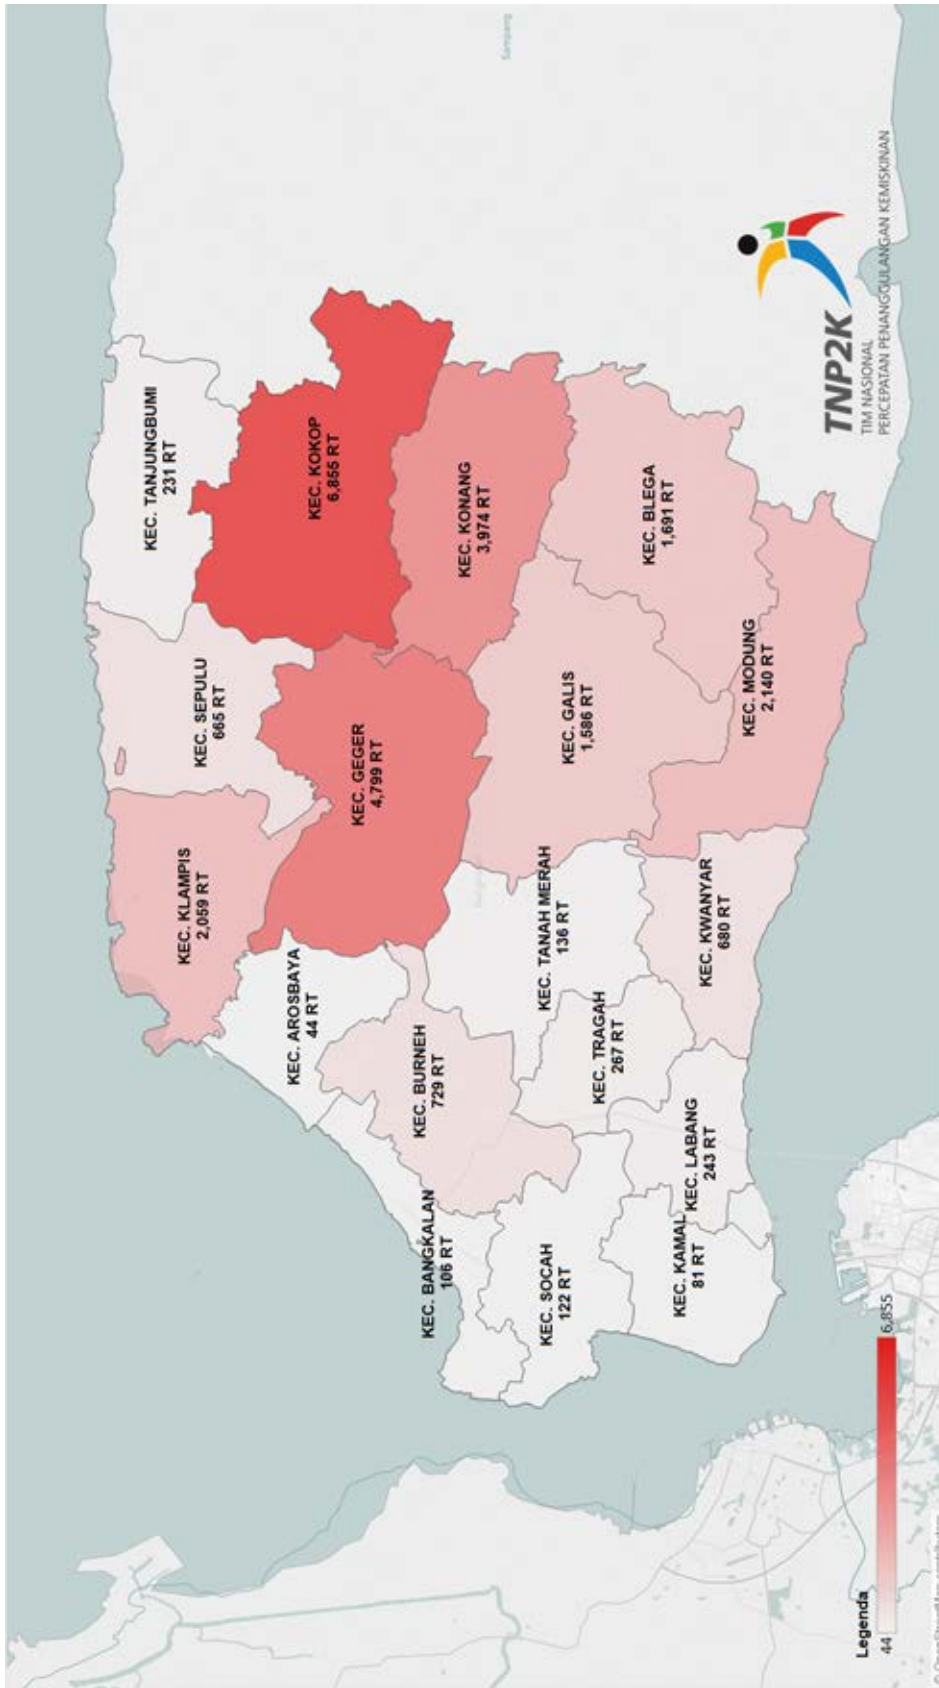 Sampang
KEC. TANJUNGBUMI
231 RT
KEC. KOKOP
6,855 RT
KEC. KONANG
3,974 RT
KEC. BLEGA
1,691 RT
KEC. SEPULU
665 RT
KEC. GEGER
4,799 RT
KEC. GALIS
1,586 RT
KEC. MODUNG
2,140 RT
KEC. KLAMPIS
2,059 RT
KEC. AROSBAYA
44 RT
KEC. TANAH MERAH
136 RT
KEC. KWANYAR
680 RT
KEC. BURNEH
729 RT
KEC. TRAGAH
267 RT
KEC. LABANG
243 RT
KEC. BANGKALAN
106 RT
KEC. SOCAH
122 RT
KEC. KAMAL
81 RT
TNP2K
TIM NASIONAL
PERCEPATAN PENANGGULANGAN KEMISKINAN
Legenda
44
6,855